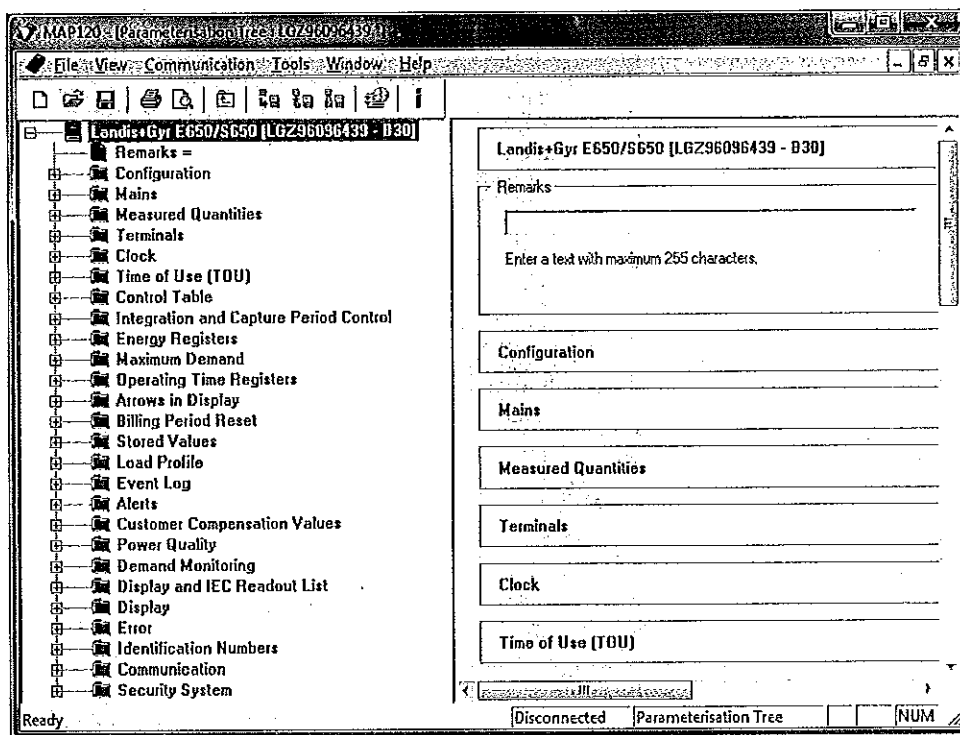 MAP120 - [Parameterisation Tree: LGZ96096439
File View Communication Tools Window Help
Landis+Gyr E650/S650 [LGZ96096439 - B30]
Remarks =
Configuration
Mains
Measured Quantities
Terminals
Clock
Time of Use (TOU)
Control Table
Integration and Capture Period Control
Energy Registers
Maximum Demand
Operating Time Registers
Arrows in Display
Billing Period Reset
Stored Values
Load Profile
Event Log
Alerts
Customer Compensation Values
Power Quality
Demand Monitoring
Display and IEC Readout List
Display
Error
Identification Numbers
Communication
Security System
Landis+Gyr E650/S650 [LGZ96096439 - B30]
Remarks
Enter a text with maximum 255 characters.
Configuration
Mains
Measured Quantities
Terminals
Clock
Time of Use (TOU)
Ready
Disconnected
Parameterisation Tree
NUM